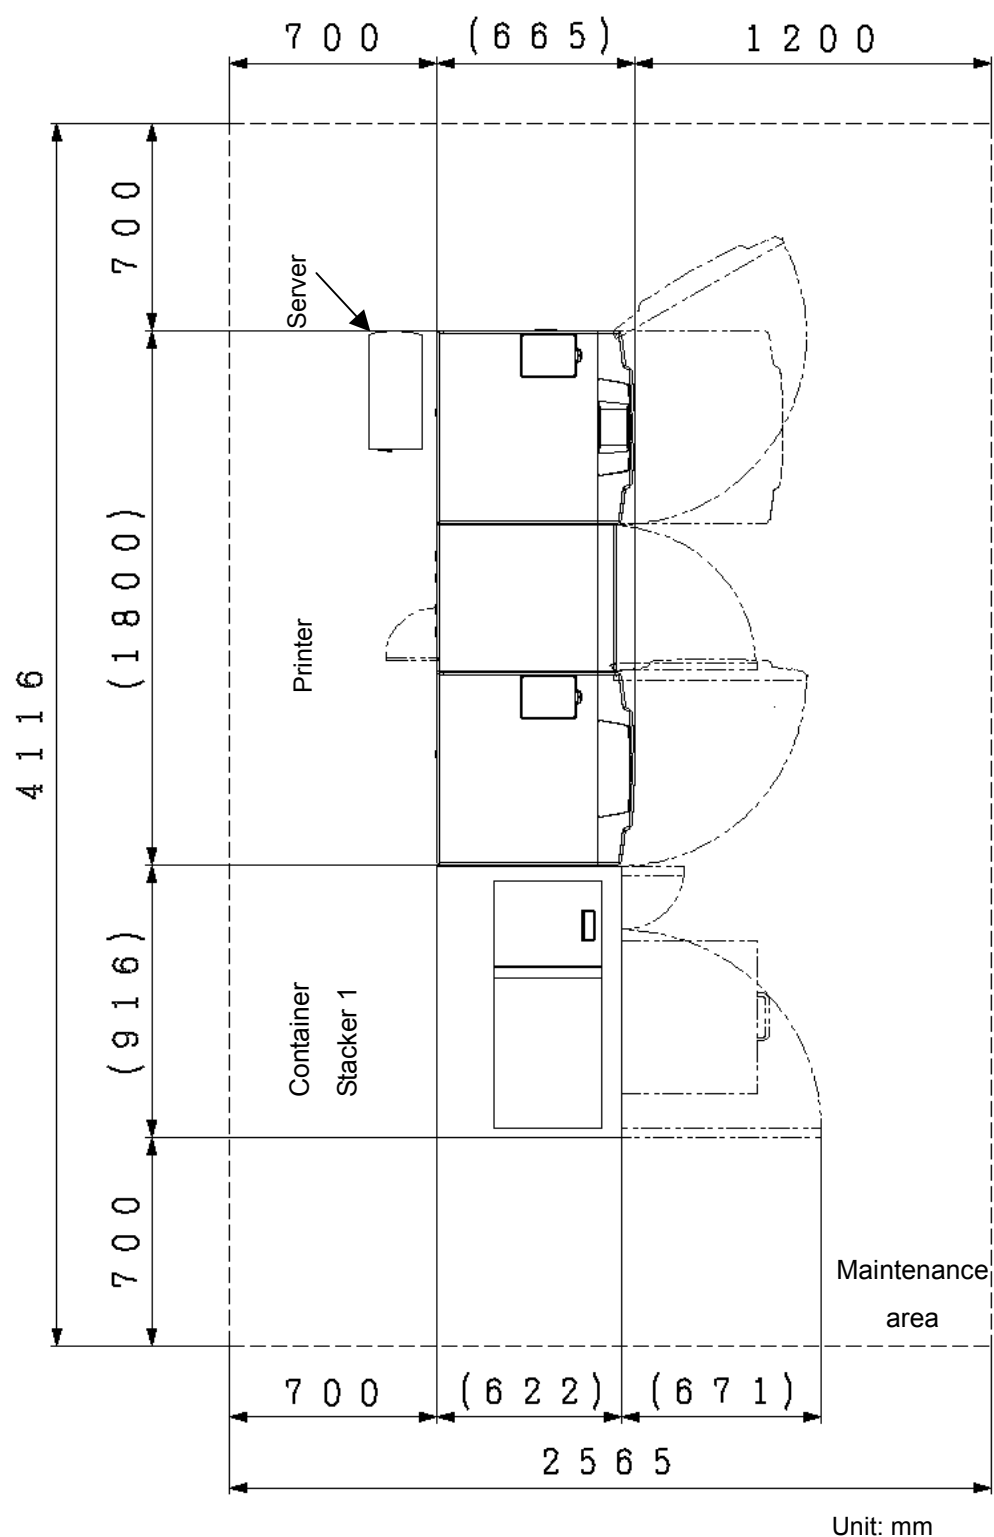 700
(665)
1200
700
Server
(1800)
Printer
4116
(916)
Container
Stacker 1
700
Maintenance
area
700
(622)
(671)
2565
Unit: mm